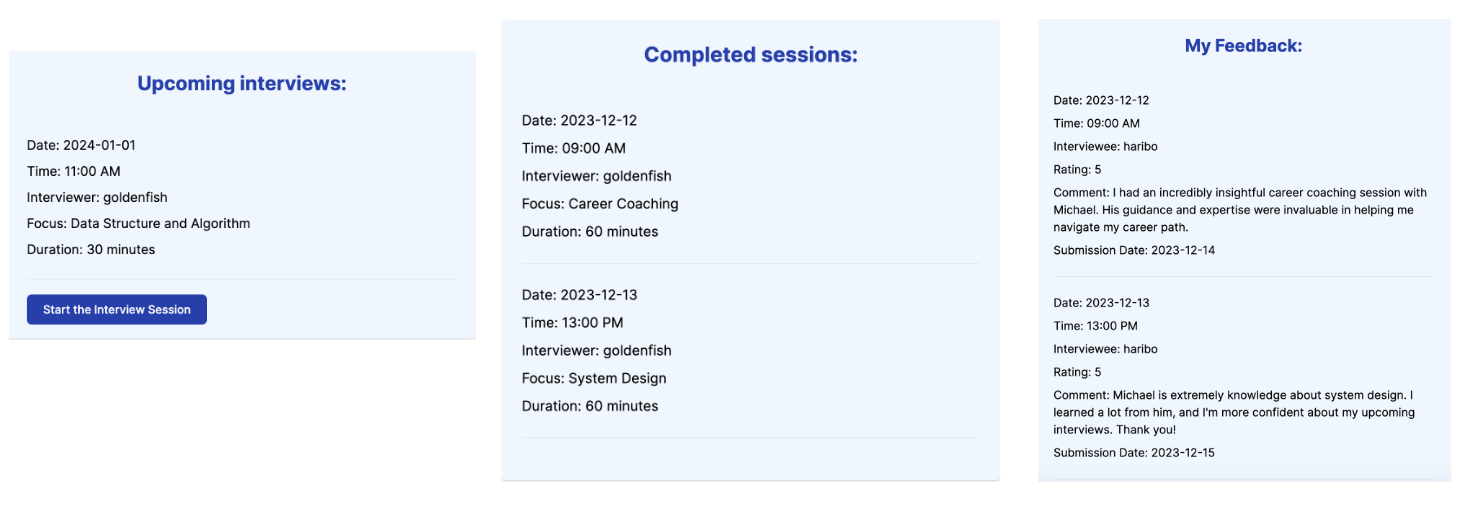 Upcoming interviews:
Date: 2024-01-01
Time: 11:00 AM
Interviewer: goldenfish
Focus: Data Structure and Algorithm
Duration: 30 minutes
Start the Interview Session
Completed sessions:
Date: 2023-12-12
Time: 09:00 AM
Interviewer: goldenfish
Focus: Career Coaching
Duration: 60 minutes
Date: 2023-12-13
Time: 13:00 PM
Interviewer: goldenfish
Focus: System Design
Duration: 60 minutes
My Feedback:
Date: 2023-12-12
Time: 09:00 AM
Interviewee: haribo
Rating: 5
Comment: I had an incredibly insightful career coaching session with
Michael. His guidance and expertise were invaluable in helping me
navigate my career path.
Submission Date: 2023-12-14
Date: 2023-12-13
Time: 13:00 PM
Interviewee: haribo
Rating: 5
Comment: Michael is extremely knowledge about system design. I
learned a lot from him, and I'm more confident about my upcoming
interviews. Thank you!
Submission Date: 2023-12-15